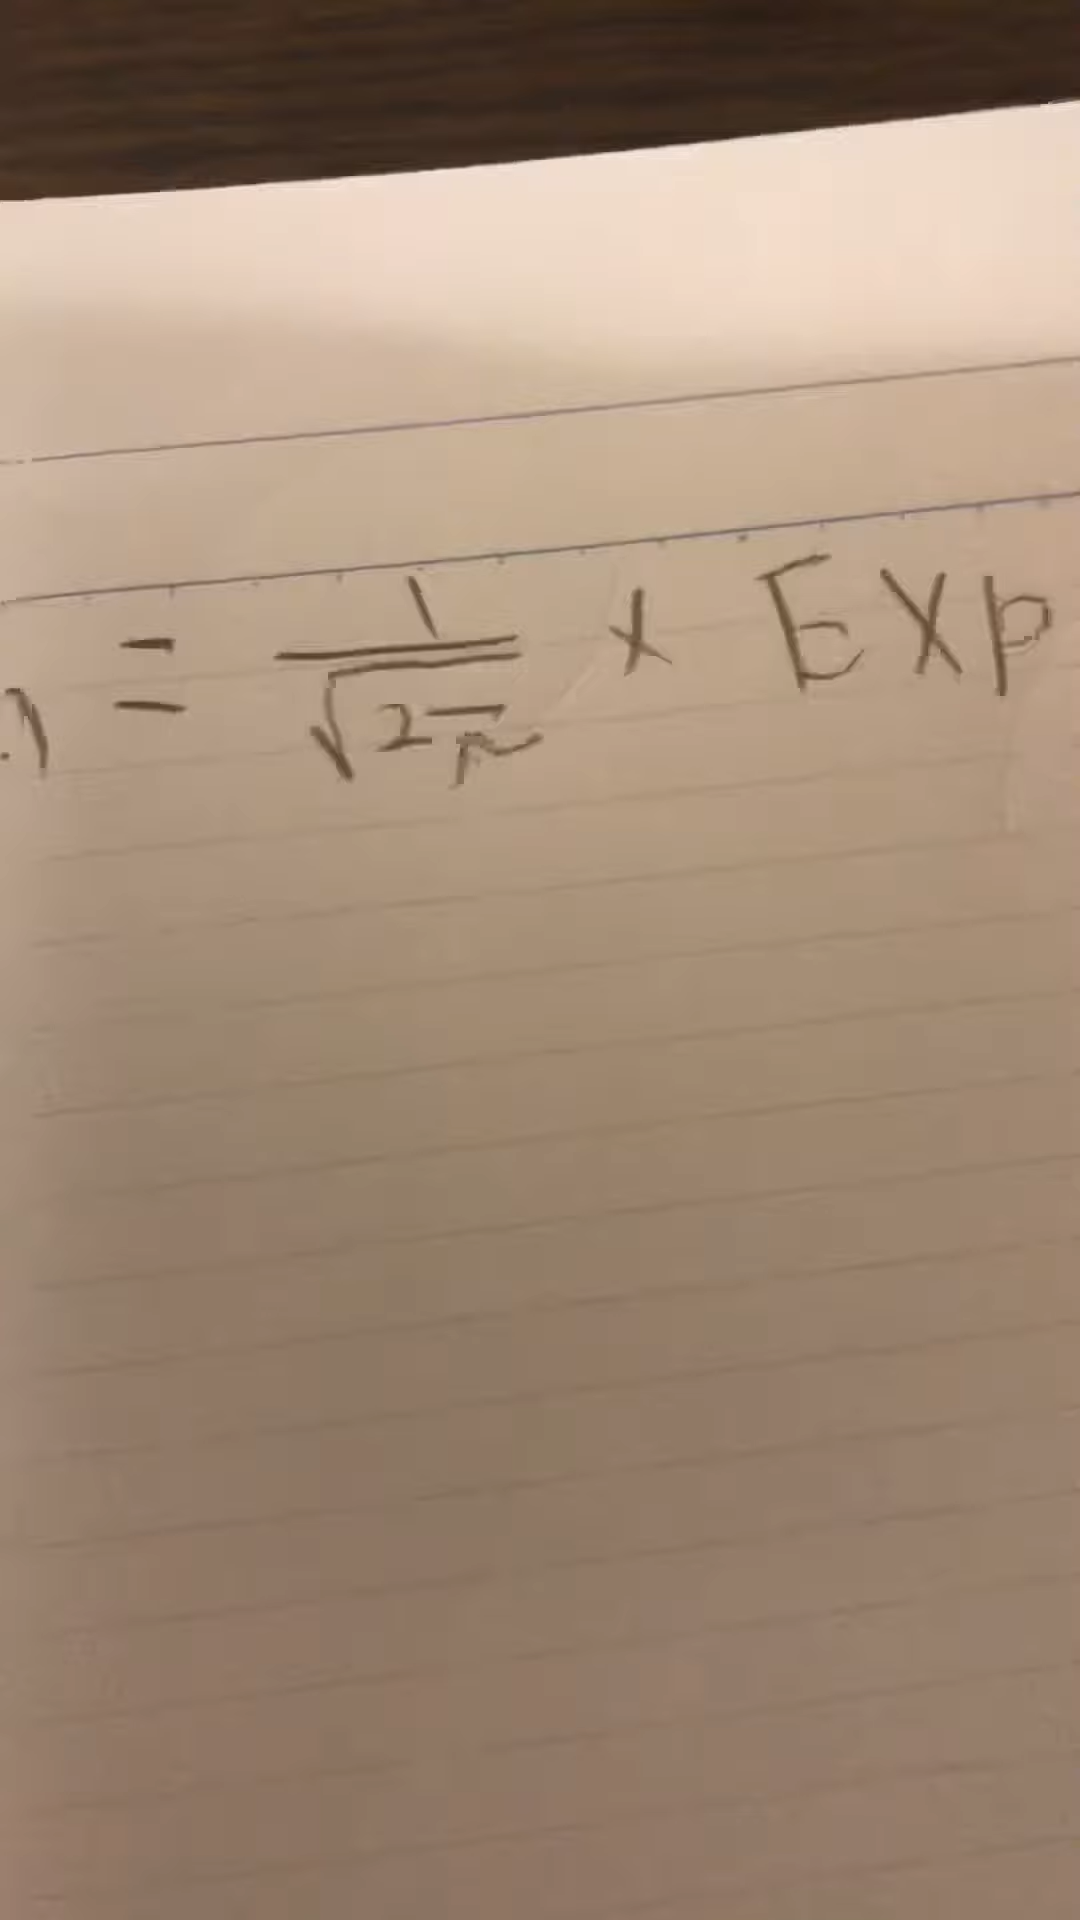 .) = 1/√2π × EXP